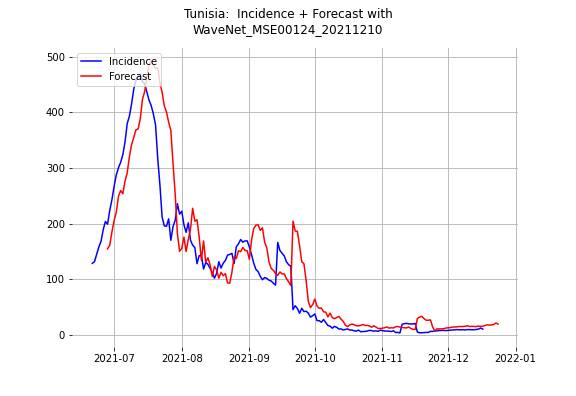 Tunisia:  Incidence + Forecast with
WaveNet_MSE00124_20211210
500
Incidence
Forecast
400
300
200
100
0
2021-07 2021-08 2021-09 2021-10 2021-11 2021-12 2022-01